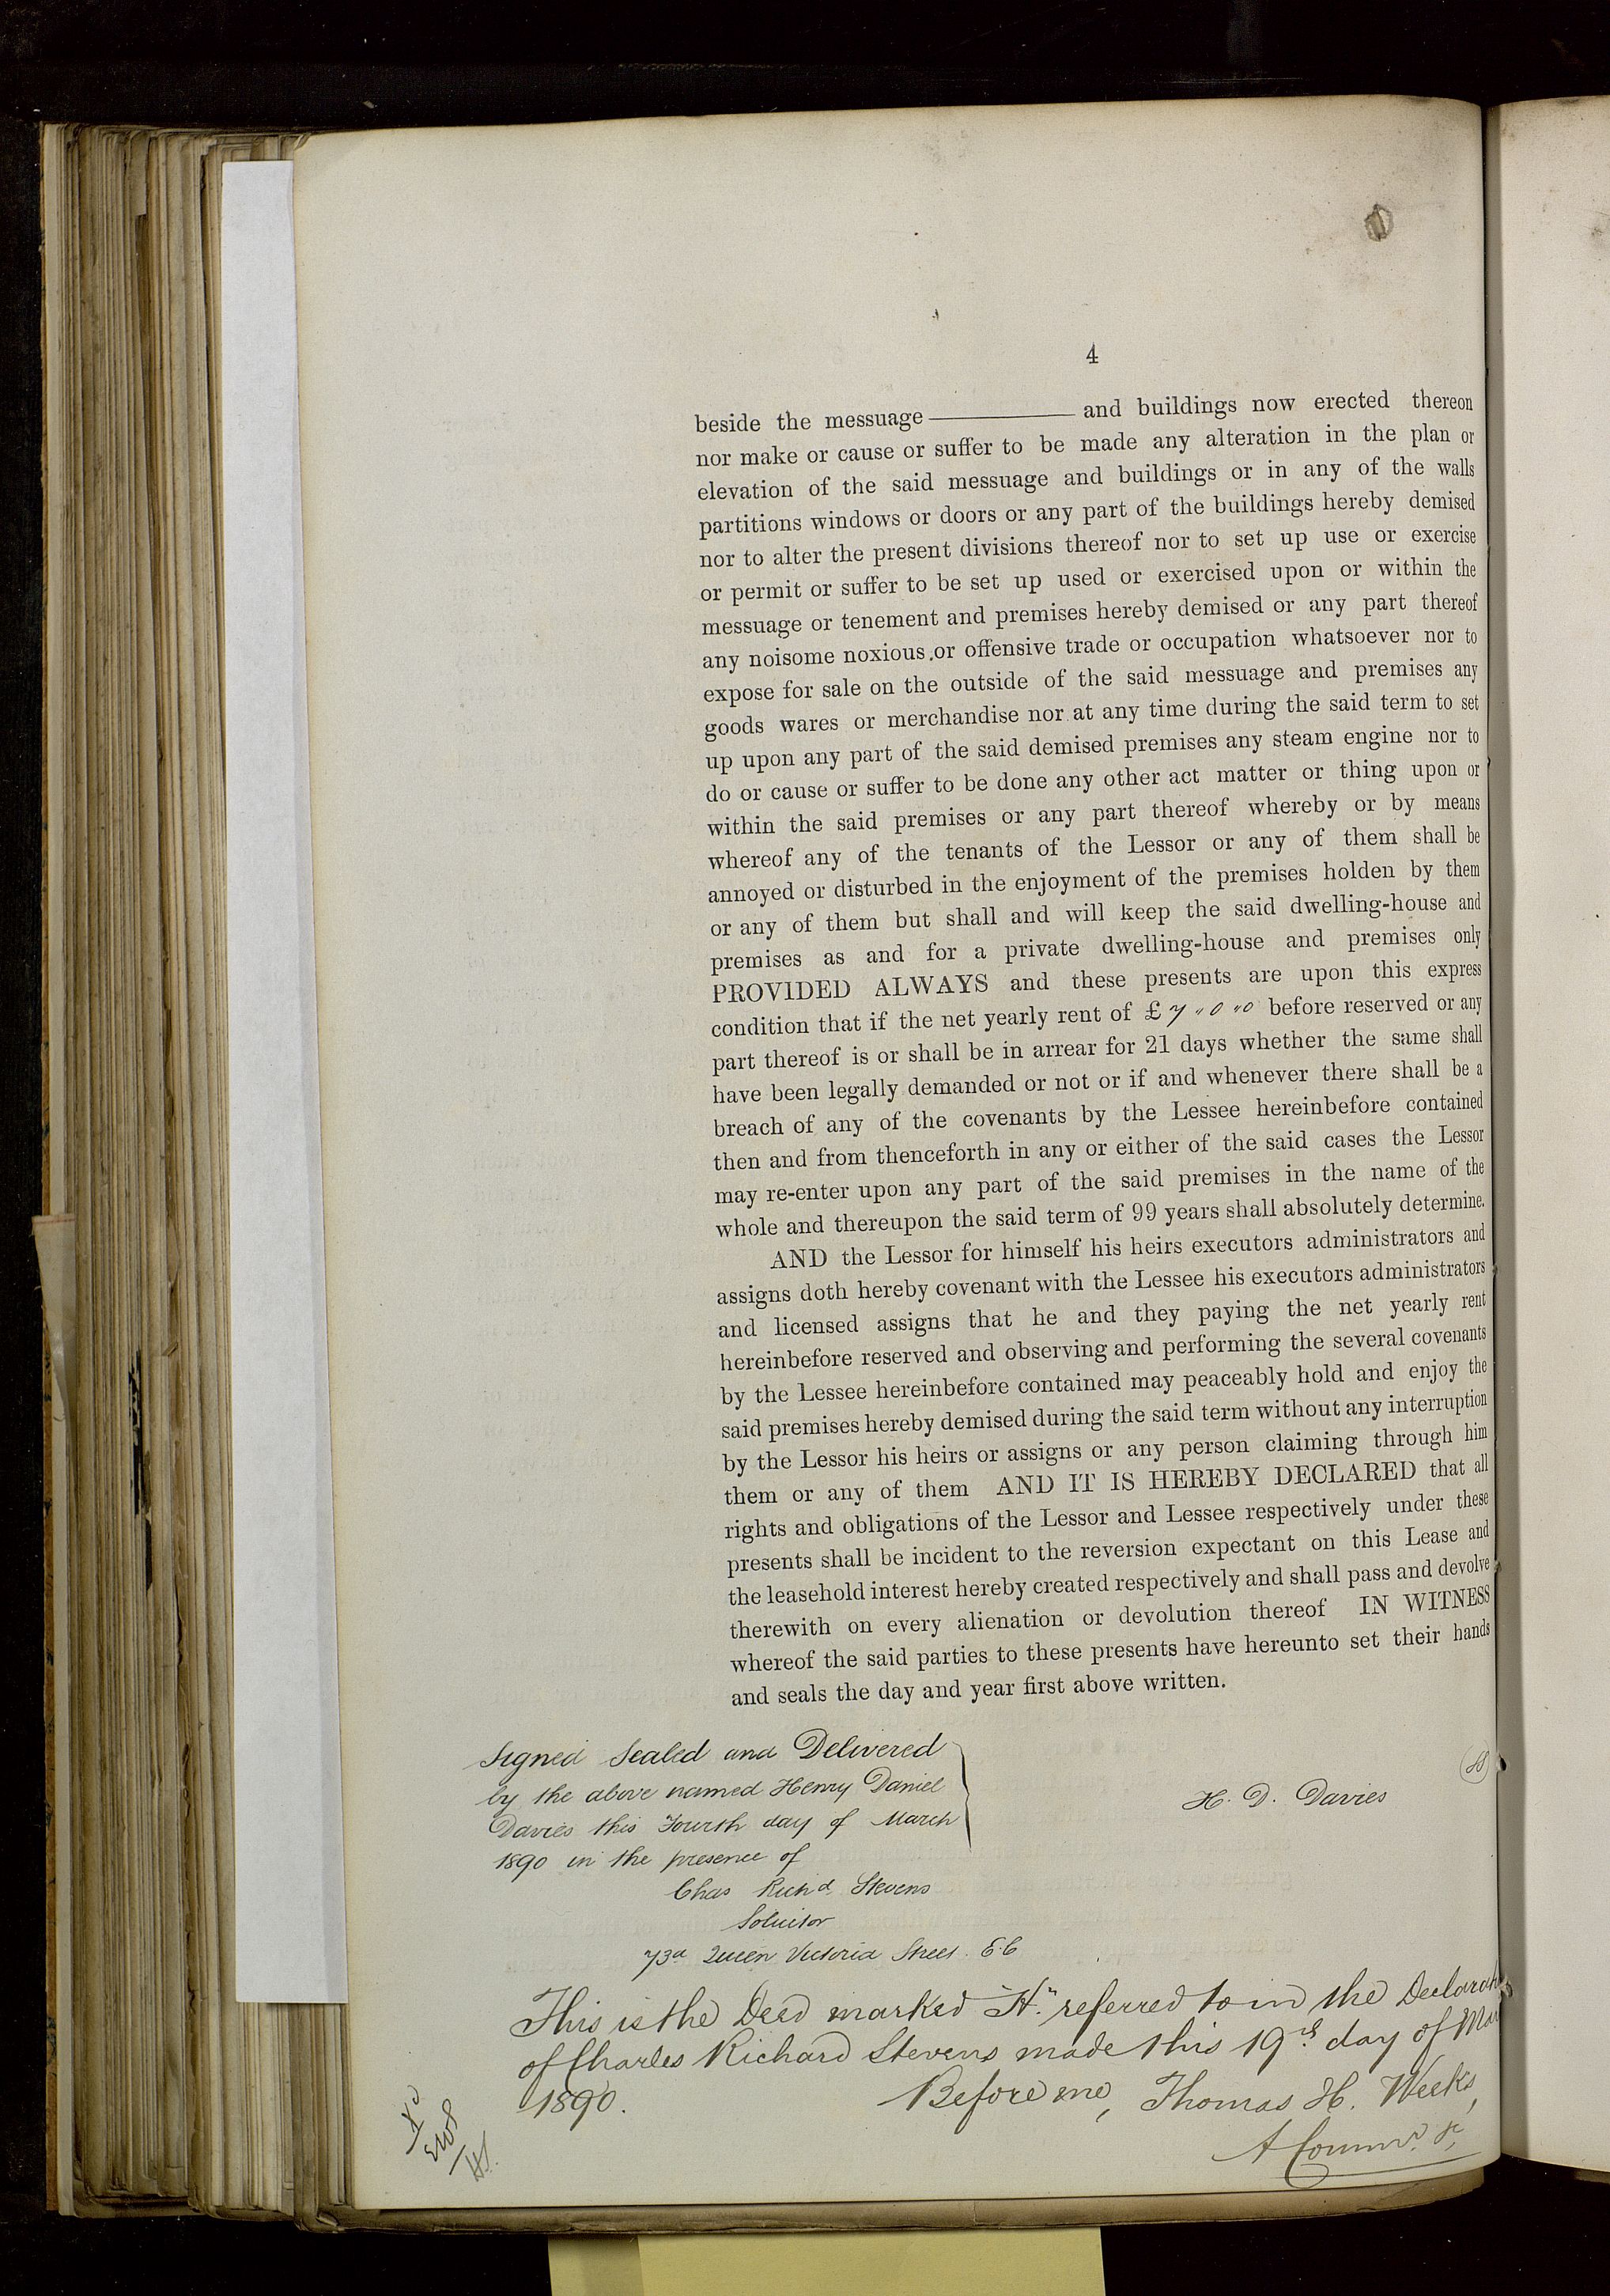 4
beside the messuage ———— and buildings now erected thereon
nor make or cause or suffer to be made any alteration in the plan or
elevation of the said messuage and buildings or in any of the walls
partitions windows or doors or any part of the buildings hereby demised
nor to alter the present divisions thereof nor to set up use or exercise
or permit or suffer to be set up used or exercised upon or within the
messuage or tenement and premises hereby demised or any part thereof
any noisome noxious or offensive trade or occupation whatsoever nor to
expose for sale on the outside of the said messuage and premises any
goods wares or merchandise nor at any time during the said term to set
up upon any part of the said demised premises any steam engine nor to
do or cause or suffer to be done any other act matter or thing upon or
within the said premises or any part thereof whereby or by means
whereof any of the tenants of the Lessor or any of them shall be
annoyed or disturbed in the enjoyment of the premises holden by them
or any of them but shall and will keep the said dwelling-house and
premises as and for a private dwelling-house and premises only
PROVIDED ALWAYS and these presents are upon this express
condition that if the net yearly rent of £7 " 0 " 0 before reserved or any
part thereof is or shall be in arrear for 21 days whether the same shall
have been legally demanded or not or if and whenever there shall be a
breach of any of the covenants by the Lessee hereinbefore contained
then and from thenceforth in any or either of the said cases the Lessor
may re-enter upon any part of the said premises in the name of the
whole and thereupon the said term of 99 years shall absolutely determine.
AND the Lessor for himself his heirs executors administrators and
assigns doth hereby covenant with the Lessee his executors administrators
and licensed assigns that he and they paying the net yearly rent
hereinbefore reserved and observing and performing the several covenants
by the Lessee hereinbefore contained may peaceably hold and enjoy the
said premises hereby demised during the said term without any interruption
by the Lessor his heirs or assigns or any person claiming through him
them or any of them AND IT IS HEREBY DECLARED that all
rights and obligations of the Lessor and Lessee respectively under these
presents shall be incident to the reversion expectant on this Lease and
the leasehold interest hereby created respectively and shall pass and devolve
therewith on every alienation or devolution thereof IN WITNESS
whereof the said parties to these presents have hereunto set their hands
and seals the day and year first above written.
Signed Sealed and Delivered
by the above named Henry Daniel
Davies this Fourth day of March
1890 in the presence of
H. D. Davies
Chas Richd Stevens
Solicitor
73a Queen Victoria Street. E.C
This is the Deed marked "A" referred to in the Declarat
of Charles Richard Stevens made this 19th day of Mar
1890.
Before me, Thomas H. Weeks,
A Commr. &c,